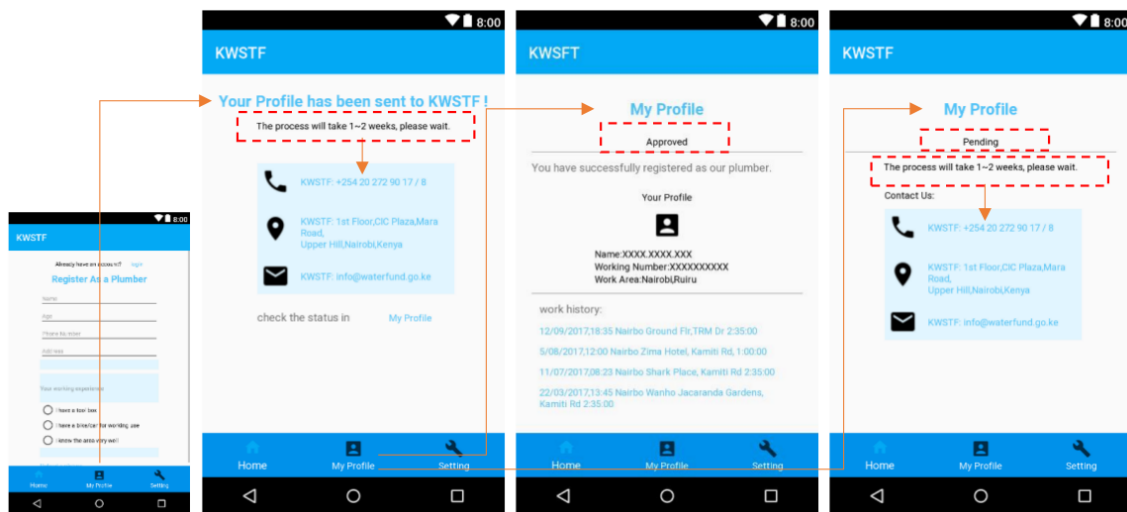 8:00
KWSTF
Already have an account? login
Register As a Plumber
Name
Age
Phone Number
Address
Your working experience
I have a tool box
I have a bike/car for working use
I know the area very well
Home
My Profile
Setting
8:00
KWSTF
Your Profile has been sent to KWSTF !
The process will take 1~2 weeks, please wait.
KWSTF: +254 20 272 90 17 / 8
KWSTF: 1st Floor,CIC Plaza,Mara
Road,
Upper Hill,Nairobi,Kenya
KWSTF: info@waterfund.go.ke
check the status in My Profile
Home
My Profile
Setting
8:00
KWSFT
My Profile
Approved
You have successfully registered as our plumber.
Your Profile
Name:XXXX.XXXX.XXX
Working Number:XXXXXXXXXX
Work Area:Nairobi,Ruiru
work history:
12/09/2017,18:35 Nairbo Ground Flr,TRM Dr 2:35:00
5/08/2017,12:00 Nairbo Zima Hotel, Kamiti Rd, 1:00:00
11/07/2017,08:23 Nairbo Shark Place, Kamiti Rd 2:35:00
22/03/2017,13:45 Nairbo Wanho Jacaranda Gardens,
Kamiti Rd 2:35:00
Home
My Profile
Setting
8:00
KWSTF
My Profile
Pending
The process will take 1~2 weeks, please wait.
Contact Us:
KWSTF: +254 20 272 90 17 / 8
KWSTF: 1st Floor,CIC Plaza,Mara
Road,
Upper Hill,Nairobi,Kenya
KWSTF: info@waterfund.go.ke
Home
My Profile
Setting